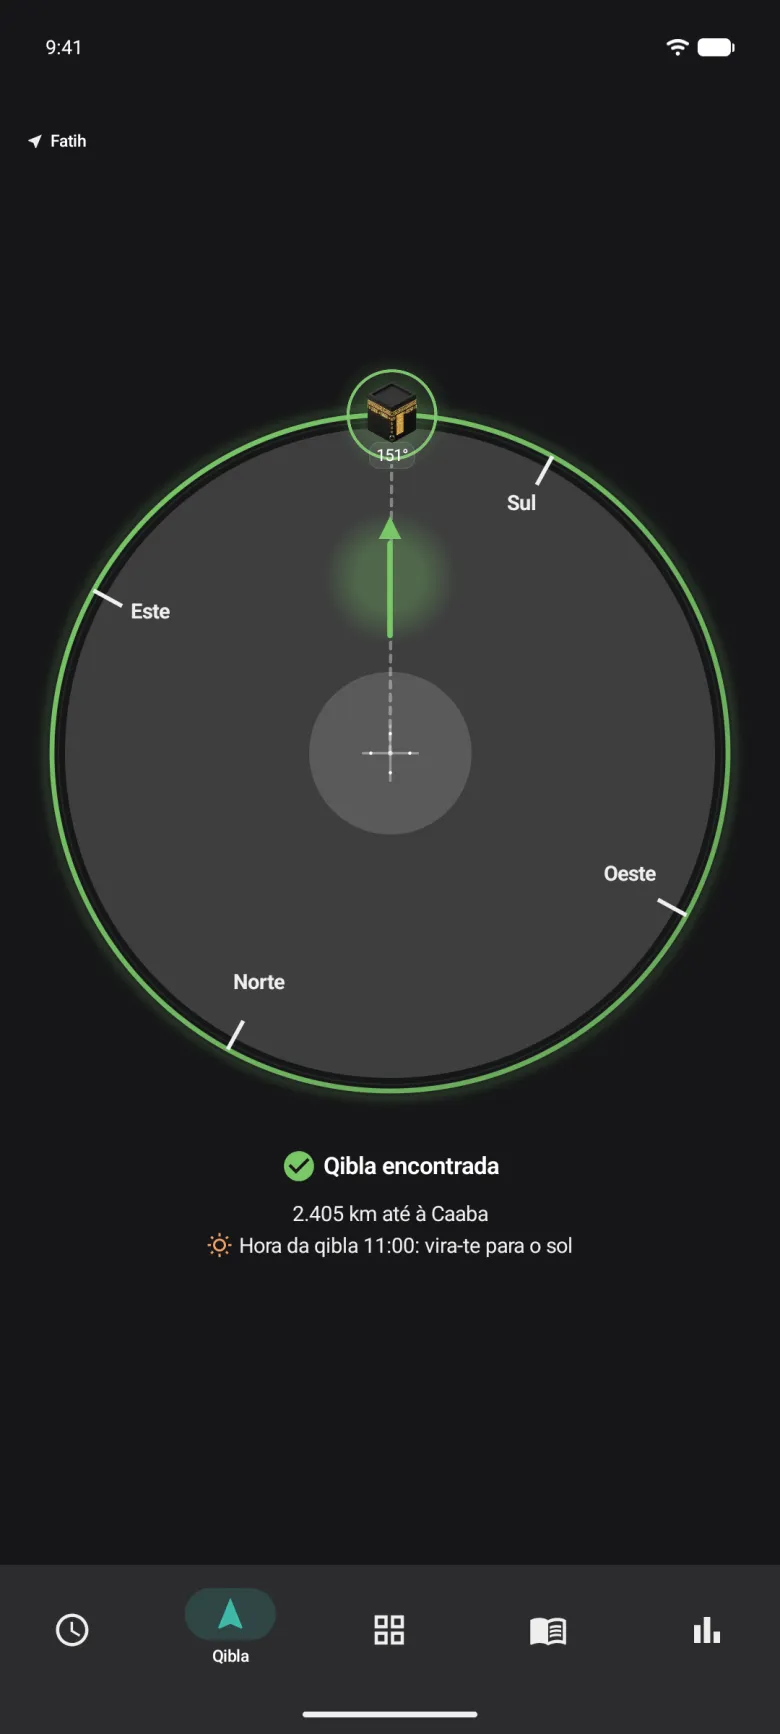 9:41
Fatih
151°
Sul
Este
Oeste
Norte
Qibla encontrada
2.405 km até à Caaba
Hora da qibla 11:00: vira-te para o sol
Qibla